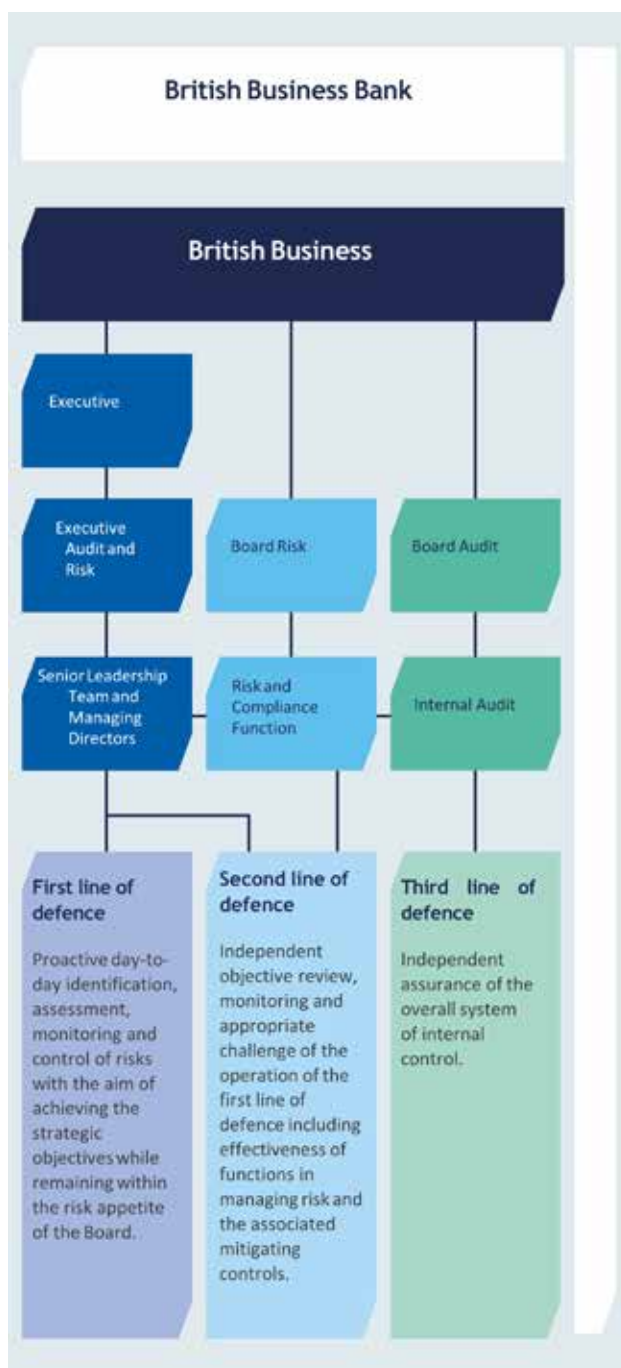 British Business Bank
British Business
Executive
Executive
Audit and
Risk
Board Risk
Board Audit
Senior Leadership
Team and
Managing
Directors
Risk and
Compliance
Function
Internal Audit
First line of
defence
Proactive day-to-
day identification,
assessment,
monitoring and
control of risks
with the aim of
achieving the
strategic
objectives while
remaining within
the risk appetite
of the Board.
Second line of
defence
Independent
objective review,
monitoring and
appropriate
challenge of the
operation of the
first line of
defence including
effectiveness of
functions in
managing risk and
the associated
mitigating
controls.
Third line of
defence
Independent
assurance of the
overall system
of internal
control.